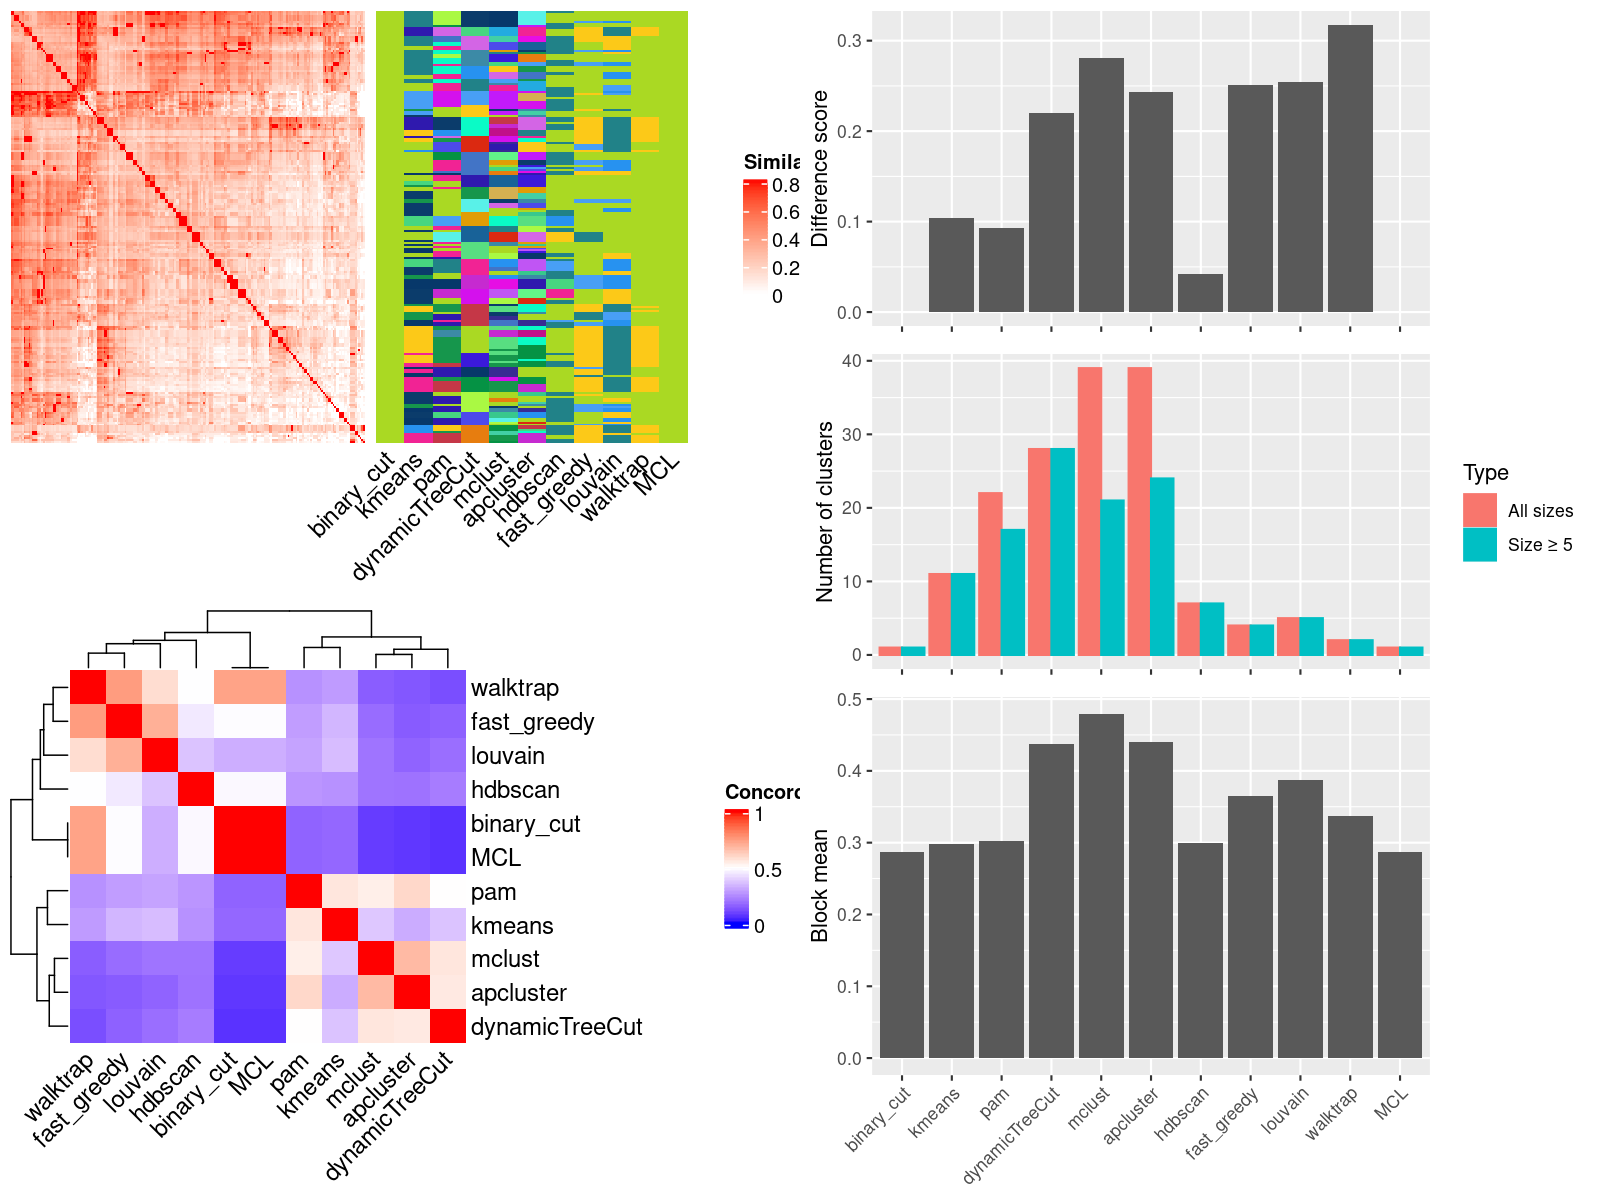 Simila
0.8
0.6
0.4
0.2
0
binary_cut
kmeans
pam
dynamicTreeCut
mclust
apcluster
hdbscan
fast_greedy
louvain
walktrap
MCL
Difference score
0.3
0.2
0.1
0.0
Number of clusters
40
30
20
10
0
Type
All sizes
Size ≥ 5
walktrap
fast_greedy
louvain
hdbscan
binary_cut
MCL
pam
kmeans
mclust
apcluster
dynamicTreeCut
walktrap
fast_greedy
louvain
hdbscan
binary_cut
MCL
pam
kmeans
mclust
apcluster
dynamicTreeCut
Concord
1
0.5
0
Block mean
0.5
0.4
0.3
0.2
0.1
0.0
binary_cut
kmeans
pam
dynamicTreeCut
mclust
apcluster
hdbscan
fast_greedy
louvain
walktrap
MCL